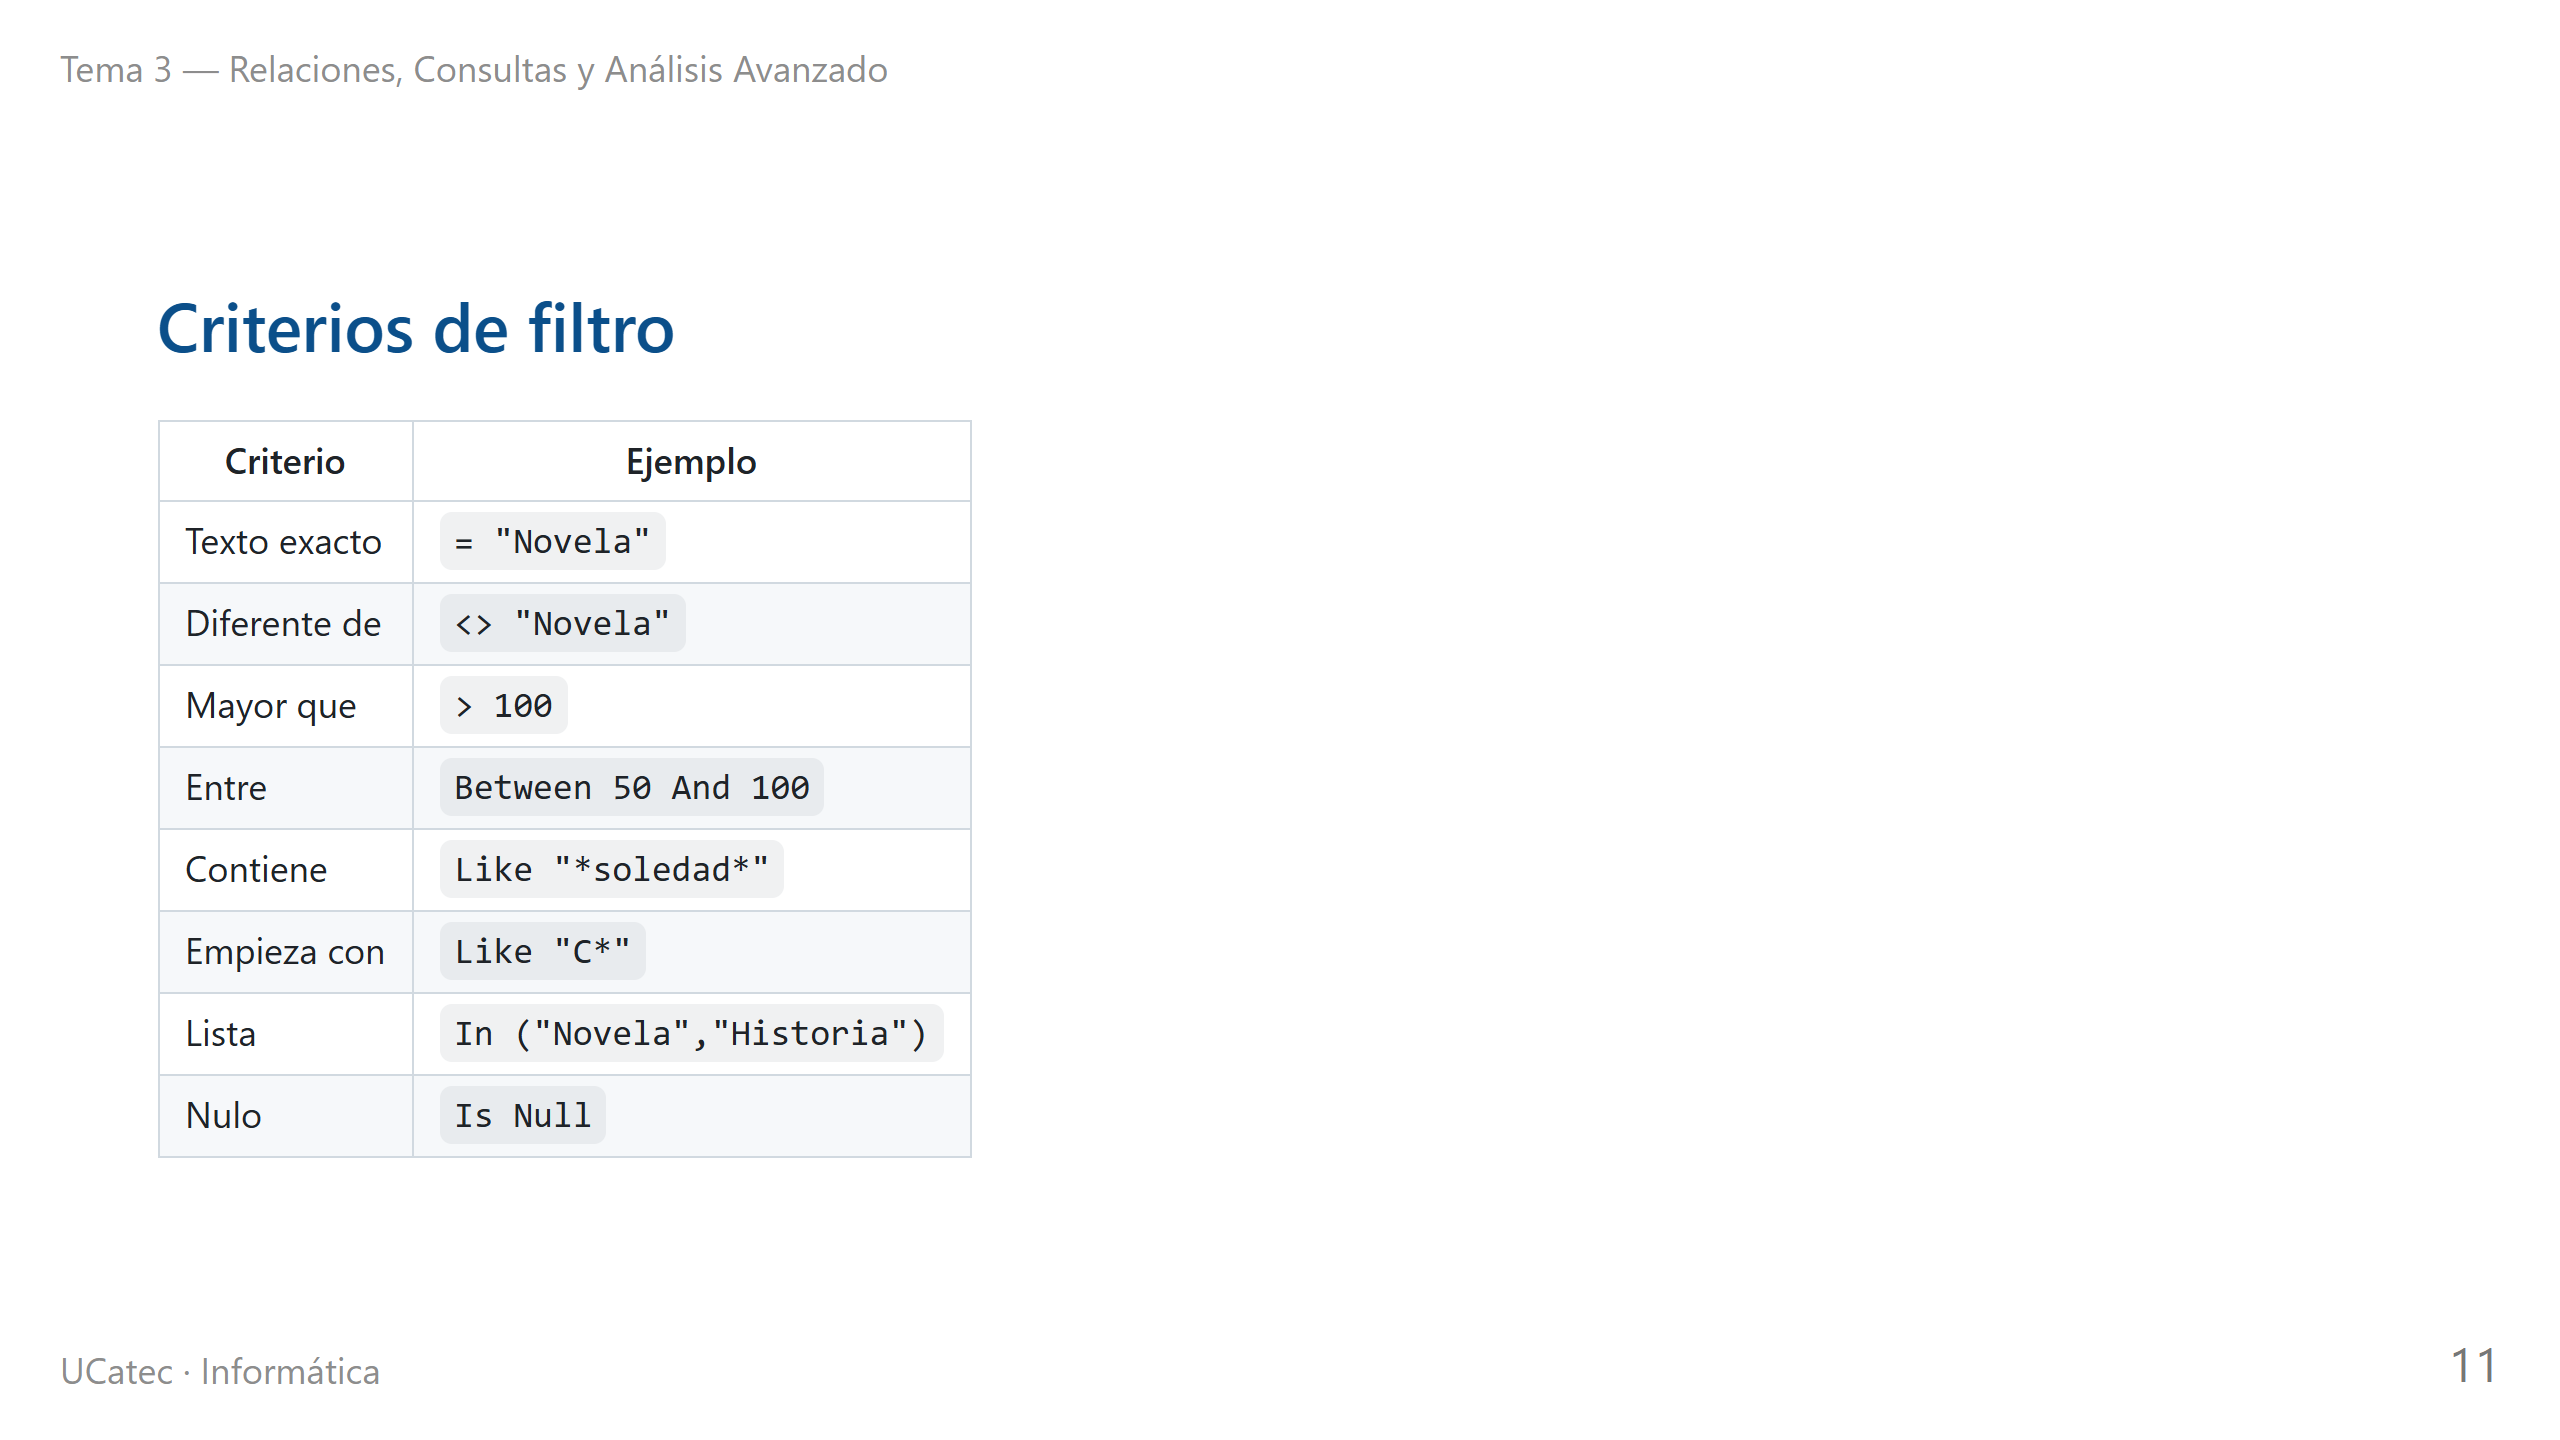 Tema 3 — Relaciones, Consultas y Análisis Avanzado
Criterios de filtro
Criterio Ejemplo
Texto exacto = "Novela"
Diferente de <> "Novela"
Mayor que > 100
Entre Between 50 And 100
Contiene Like "*soledad*"
Empieza con Like "C*"
Lista In ("Novela","Historia")
Nulo Is Null
UCatec · Informática
11